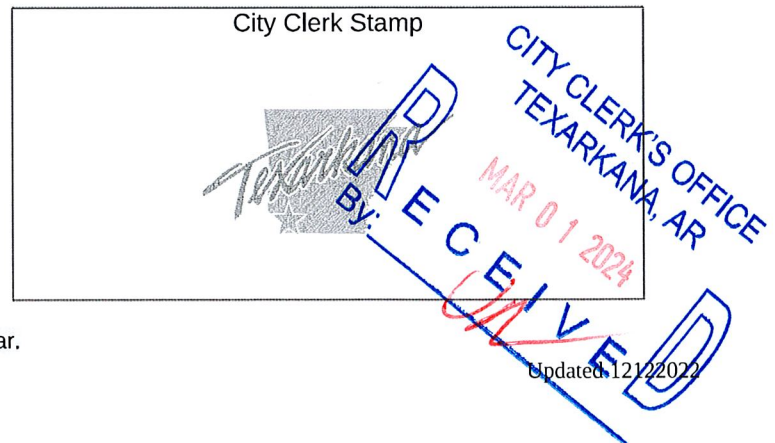 City Clerk Stamp
Texarkana
CITY CLERK'S OFFICE
TEXARKANA, AR
RECEIVED
MAR 01 2024
By:
ar.
Updated 12122022